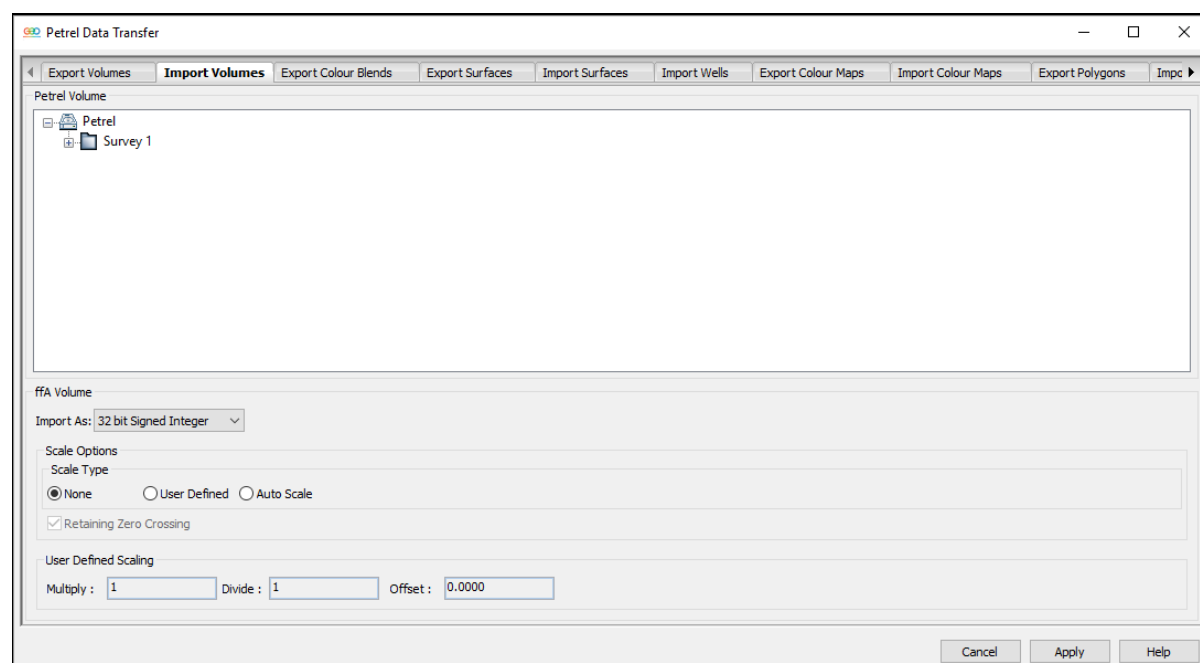 GEO Petrel Data Transfer
Export Volumes Import Volumes Export Colour Blends Export Surfaces Import Surfaces Import Wells Export Colour Maps Import Colour Maps Export Polygons Impo
Petrel Volume
Petrel
Survey 1
ffA Volume
Import As: 32 bit Signed Integer
Scale Options
Scale Type
None User Defined Auto Scale
Retaining Zero Crossing
User Defined Scaling
Multiply : 1 Divide : 1 Offset : 0.0000
Cancel Apply Help